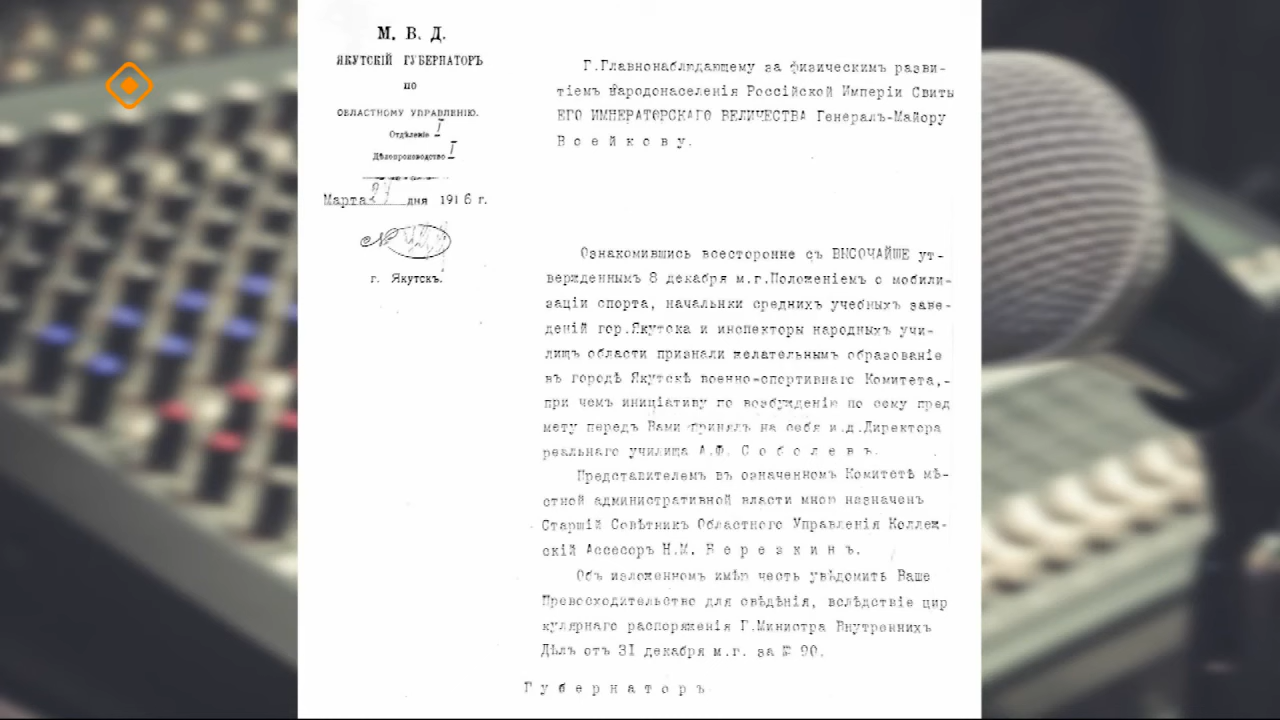 М. В. Д.
ЯКУТСКІЙ ГУБЕРНАТОРЪ
ПО
ОБЛАСТНОМУ УПРАВЛЕНІЮ.
Отдѣленіе I
Дѣлопроизводство I
Марта дня 1916 г.
№
г. Якутскъ.
Г.Главнонаблюдающему за физическимъ разви-
тіемъ народонаселенія Россійской Имперіи Свиты
ЕГО ИМПЕРАТОРСКАГО ВЕЛИЧЕСТВА Генералъ-Майору
В о е й к о в у.
Ознакомившись всесторонне съ ВЫСОЧАЙШЕ ут-
вержденнымъ 8 декабря м.г.Положеніемъ о мобили-
заціи спорта, начальнки среднихъ учебныхъ заве-
деній гор.Якутска и инспекторы народныхъ учи-
лищъ области признали желательнымъ образованіе
въ городѣ Якутскѣ военно-спортивнаго Комитета,-
при чемъ иниціативу по возбужденію по сему пред
мету передъ Вами принялъ на себя и.д.Директора
реальнаго училища А.Ф. С о б о л е в ъ.
Представителемъ въ означенномъ Комитетѣ мѣ-
стной административной власти мною назначенъ
Старшій Совѣтникъ Областного Управленія Коллеж-
скій Ассесоръ Н.М. Б е р е з к и н ъ.
Объ изложенномъ имѣю честь увѣдомить Ваше
Превосходительство для свѣдѣнія, вслѣдствіе цир
кулярнаго распоряженія Г.Министра Внутреннихъ
Дѣлъ отъ 31 декабря м.г. за № 90.
Г у б е р н а т о р ъ